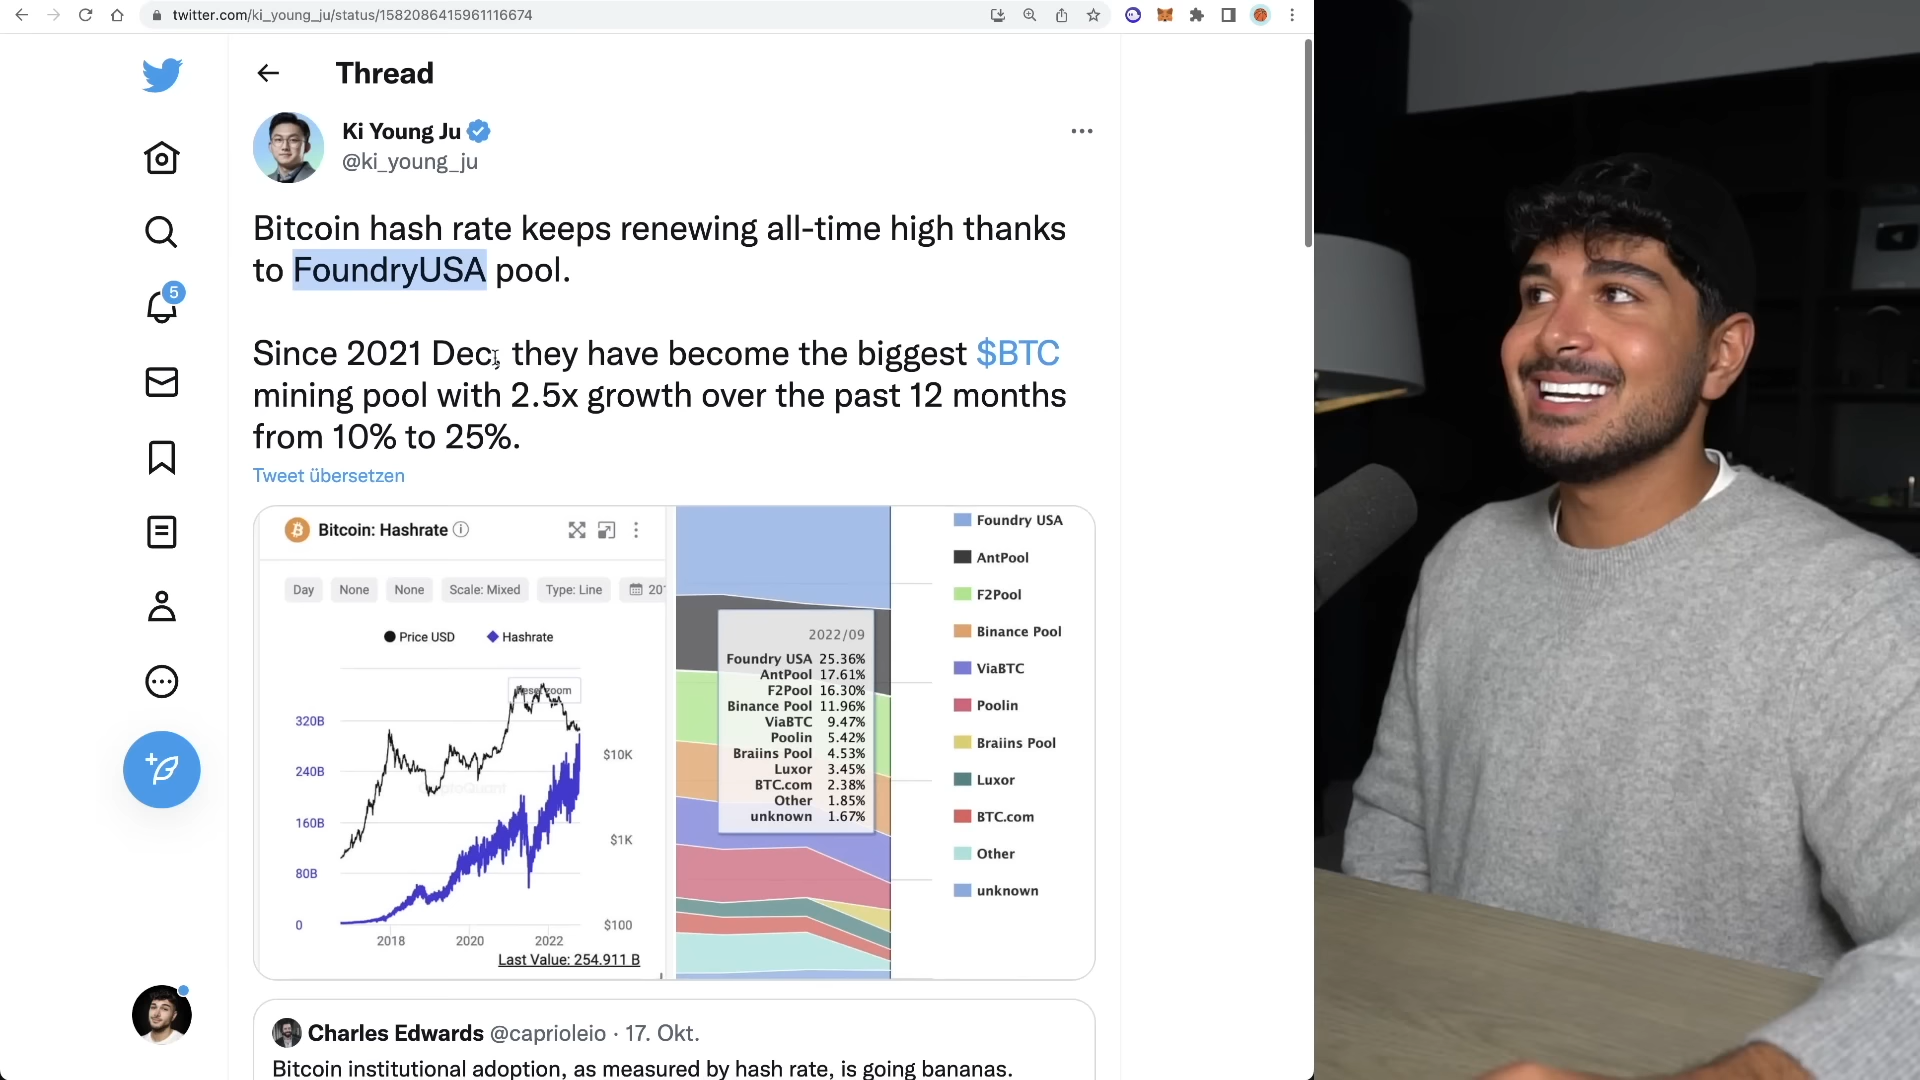 twitter.com/ki_young_ju/status/1582086415961116674
Thread
Ki Young Ju
@ki_young_ju
5
Bitcoin hash rate keeps renewing all-time high thanks
to FoundryUSA pool.
Since 2021 Dec, they have become the biggest $BTC
mining pool with 2.5x growth over the past 12 months
from 10% to 25%.
Tweet übersetzen
Bitcoin: Hashrate
Day None None Scale: Mixed Type: Line 201
Price USD Hashrate
Reset zoom
320B
240B
160B
80B
0
$10K
$1K
$100
CryptoQuant
2018 2020 2022
Last Value: 254.911 B
2022/09
Foundry USA 25.36%
AntPool 17.61%
F2Pool 16.30%
Binance Pool 11.96%
ViaBTC 9.47%
Poolin 5.42%
Braiins Pool 4.53%
Luxor 3.45%
BTC.com 2.38%
Other 1.85%
unknown 1.67%
Foundry USA
AntPool
F2Pool
Binance Pool
ViaBTC
Poolin
Braiins Pool
Luxor
BTC.com
Other
unknown
Charles Edwards @caprioleio · 17. Okt.
Bitcoin institutional adoption, as measured by hash rate, is going bananas.